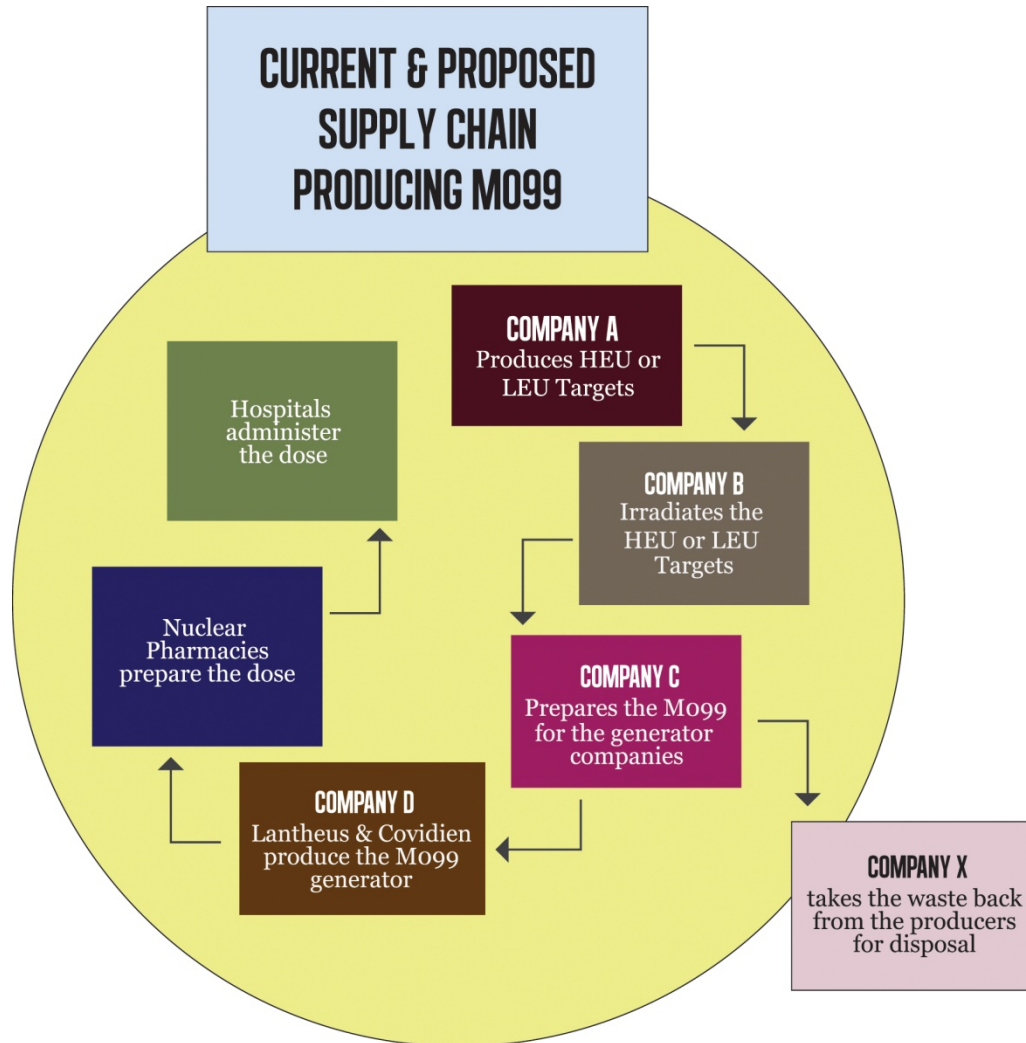 CURRENT & PROPOSED
SUPPLY CHAIN
PRODUCING MO99
COMPANY A
Produces HEU or
LEU Targets
COMPANY B
Irradiates the
HEU or LEU
Targets
COMPANY C
Prepares the Mo99
for the generator
companies
COMPANY X
takes the waste back
from the producers
for disposal
COMPANY D
Lantheus & Covidien
produce the Mo99
generator
Nuclear
Pharmacies
prepare the dose
Hospitals
administer
the dose